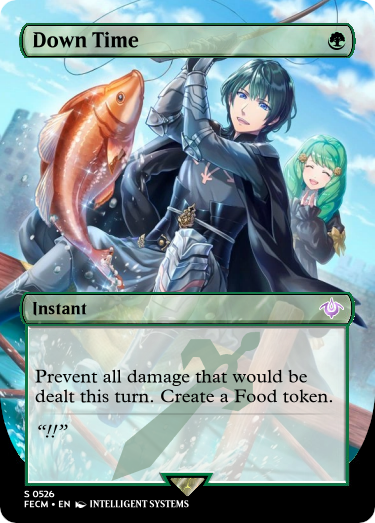 Down Time
Instant
Prevent all damage that would be
dealt this turn. Create a Food token.
“!!”
S 0526
FECM • EN INTELLIGENT SYSTEMS